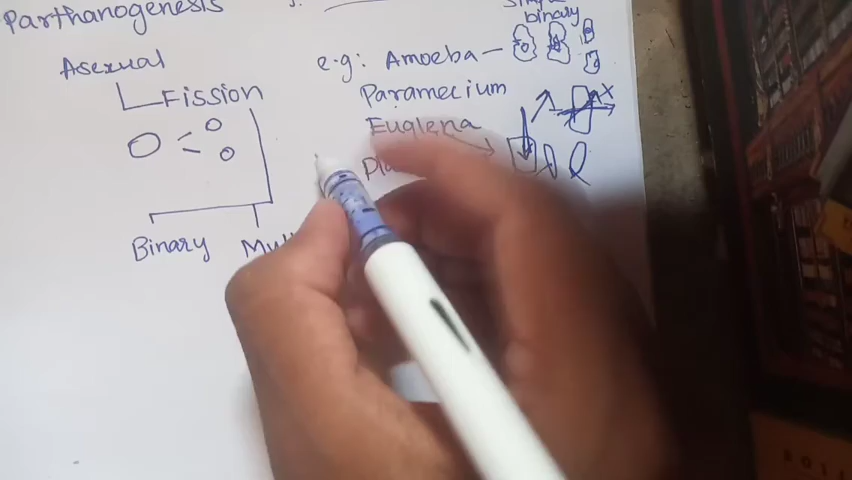 Parthanogenesis
binary
Asexual
e.g: Amoeba -
Fission
Paramecium
Euglena
Binary